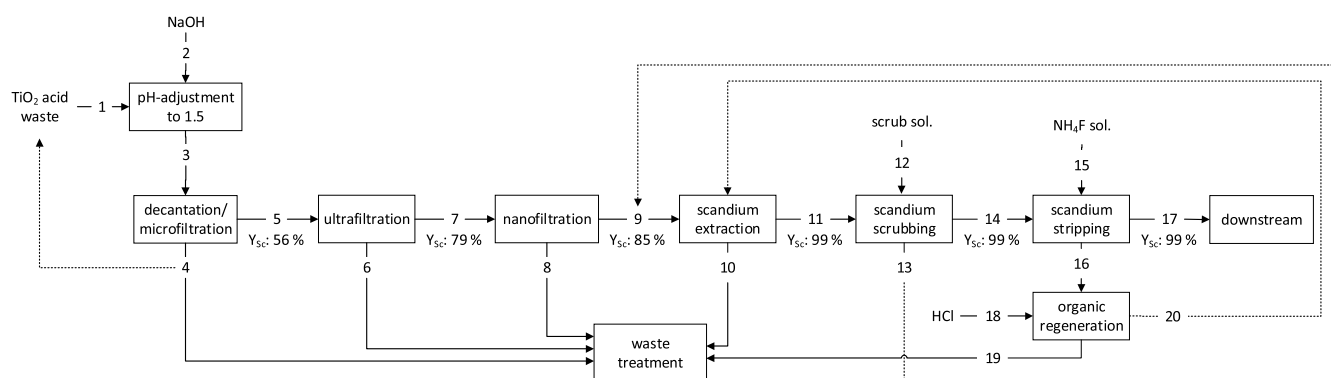 NaOH
2
TiO₂ acid
waste
1
pH-adjustment
to 1.5
3
scrub sol.
12
NH₄F sol.
15
decantation/
microfiltration
5
Y_Sc: 56 %
ultrafiltration
7
Y_Sc: 79 %
nanofiltration
9
Y_Sc: 85 %
scandium
extraction
11
Y_Sc: 99 %
scandium
scrubbing
14
Y_Sc: 99 %
scandium
stripping
17
Y_Sc: 99 %
downstream
4
6
8
10
13
16
HCl
18
organic
regeneration
20
waste
treatment
19